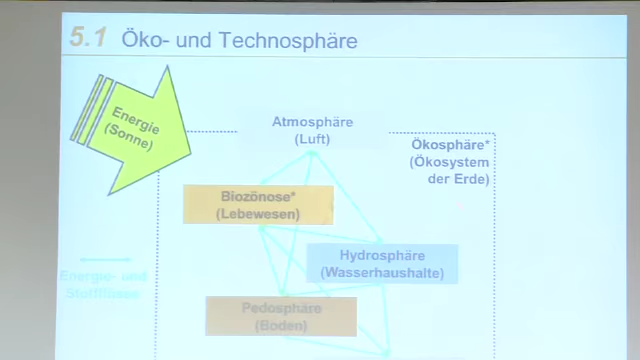 5.1 Öko- und Technosphäre
Energie
(Sonne)
Atmosphäre
(Luft)
Ökosphäre*
(Ökosystem
der Erde)
Biozönose*
(Lebewesen)
Hydrosphäre
(Wasserhaushalte)
Energie- und
Stoffflüsse
Pedosphäre
(Boden)